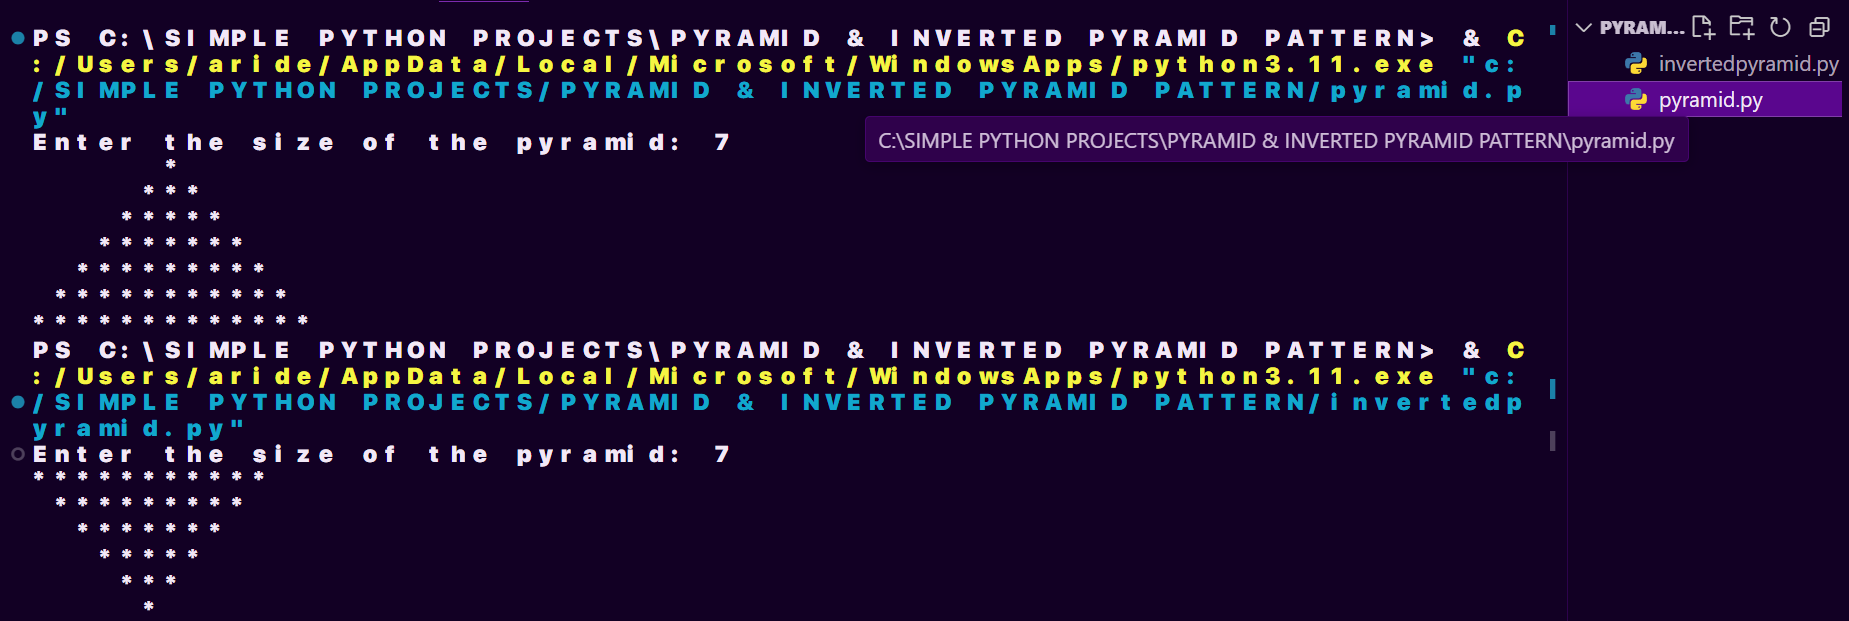 PS C:\SIMPLE PYTHON PROJECTS\PYRAMID & INVERTED PYRAMID PATTERN> & C
:/Users/aride/AppData/Local/Microsoft/WindowsApps/python3.11.exe "c:
/SIMPLE PYTHON PROJECTS/PYRAMID & INVERTED PYRAMID PATTERN/pyramid.p
y"
Enter the size of the pyramid: 7
      *
     ***
    *****
   *******
  *********
 ***********
*************
PS C:\SIMPLE PYTHON PROJECTS\PYRAMID & INVERTED PYRAMID PATTERN> & C
:/Users/aride/AppData/Local/Microsoft/WindowsApps/python3.11.exe "c:
/SIMPLE PYTHON PROJECTS/PYRAMID & INVERTED PYRAMID PATTERN/invertedp
yramid.py"
Enter the size of the pyramid: 7
***********
 *********
  *******
   *****
    ***
     *
PYRAM...
invertedpyramid.py
pyramid.py
C:\SIMPLE PYTHON PROJECTS\PYRAMID & INVERTED PYRAMID PATTERN\pyramid.py